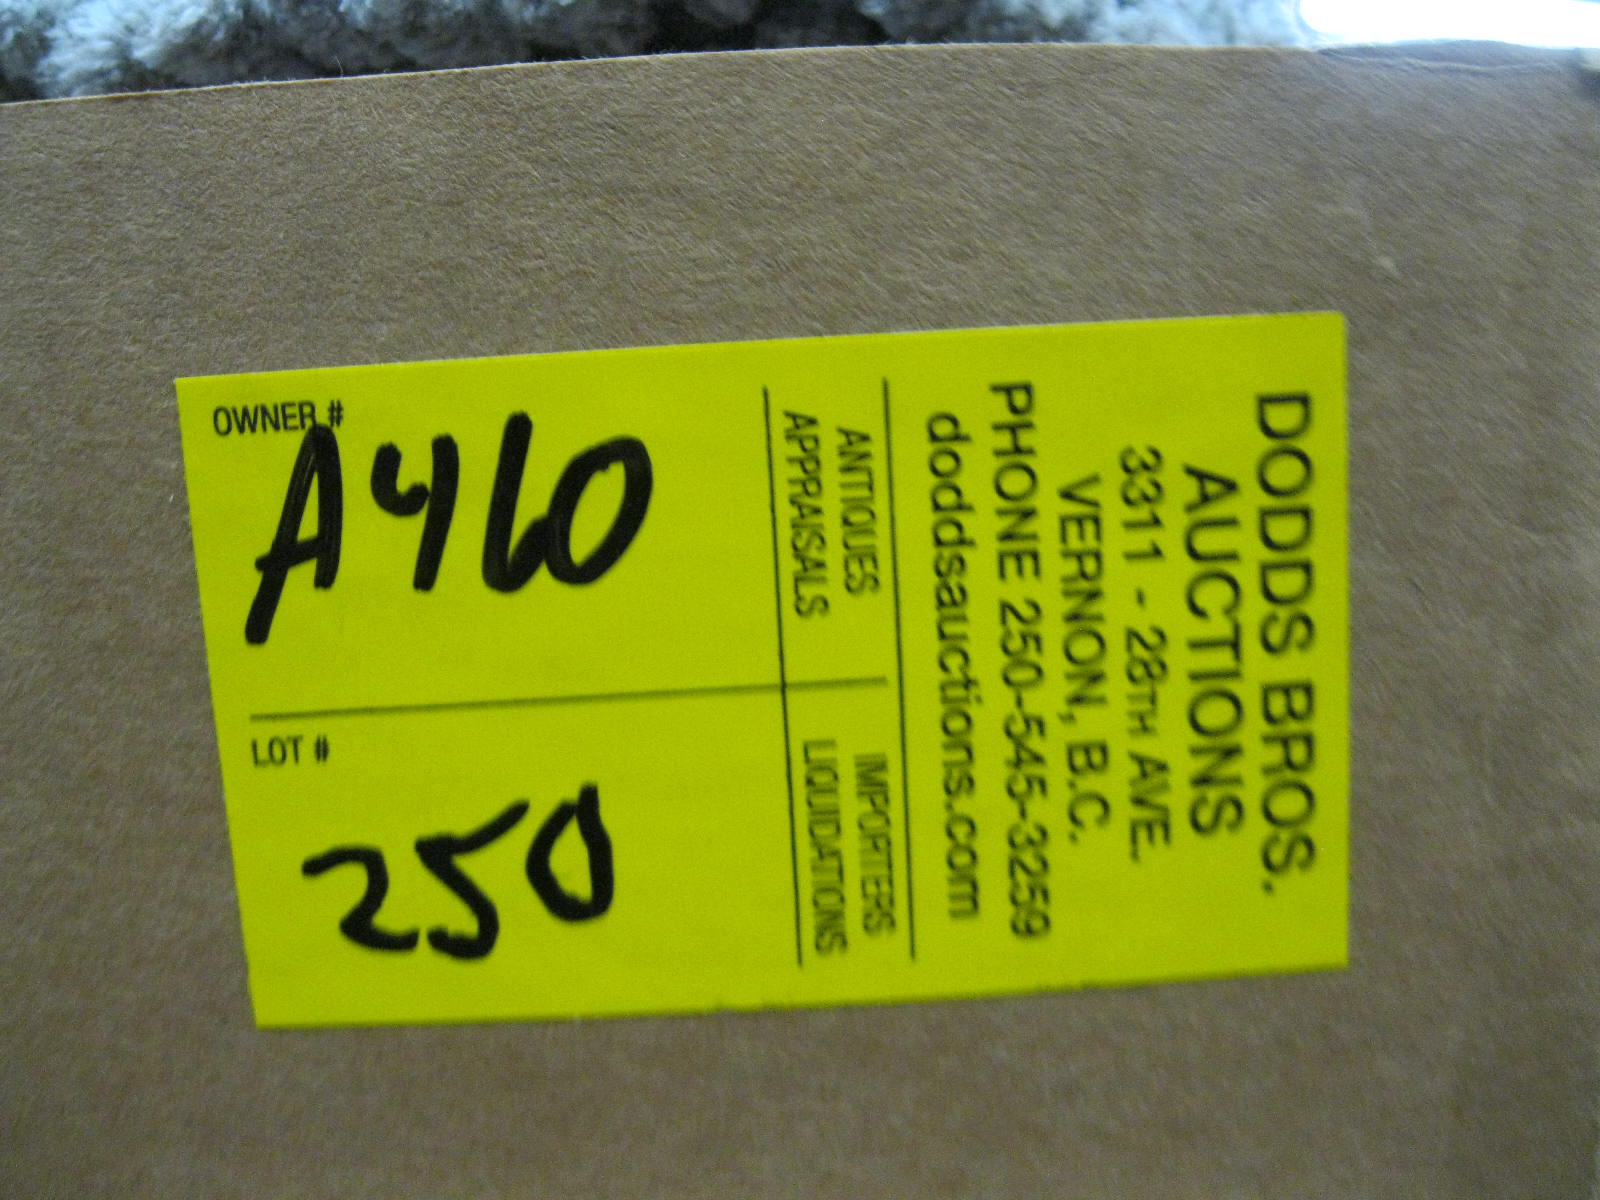 DODDS BROS.
AUCTIONS
3311 - 28TH AVE.
VERNON, B.C.
PHONE 250-545-3259
doddsauctions.com
ANTIQUES
APPRAISALS
IMPORTERS
LIQUIDATIONS
OWNER #
A460
LOT #
250